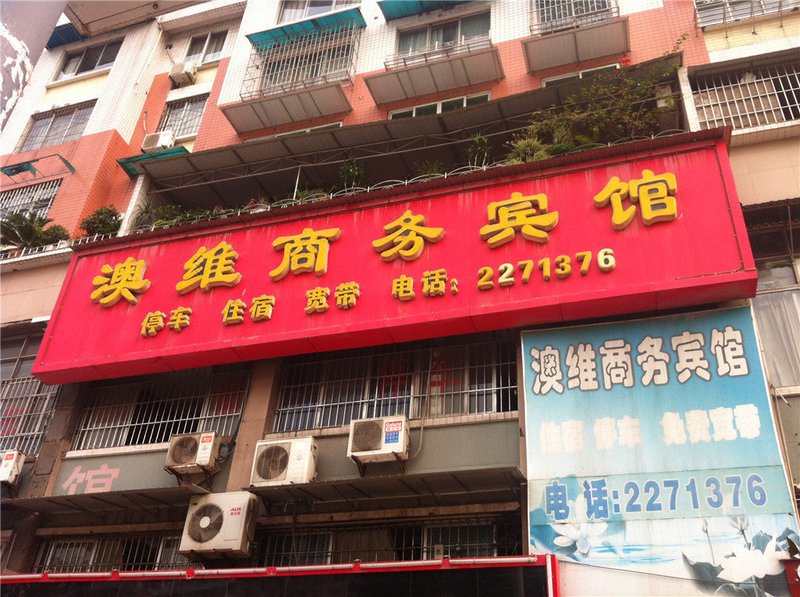 澳维商务宾馆
停车 住宿 宽带 电话：2271376
澳维商务宾馆
住宿 停车 免费宽带
电话:2271376
馆
AUX